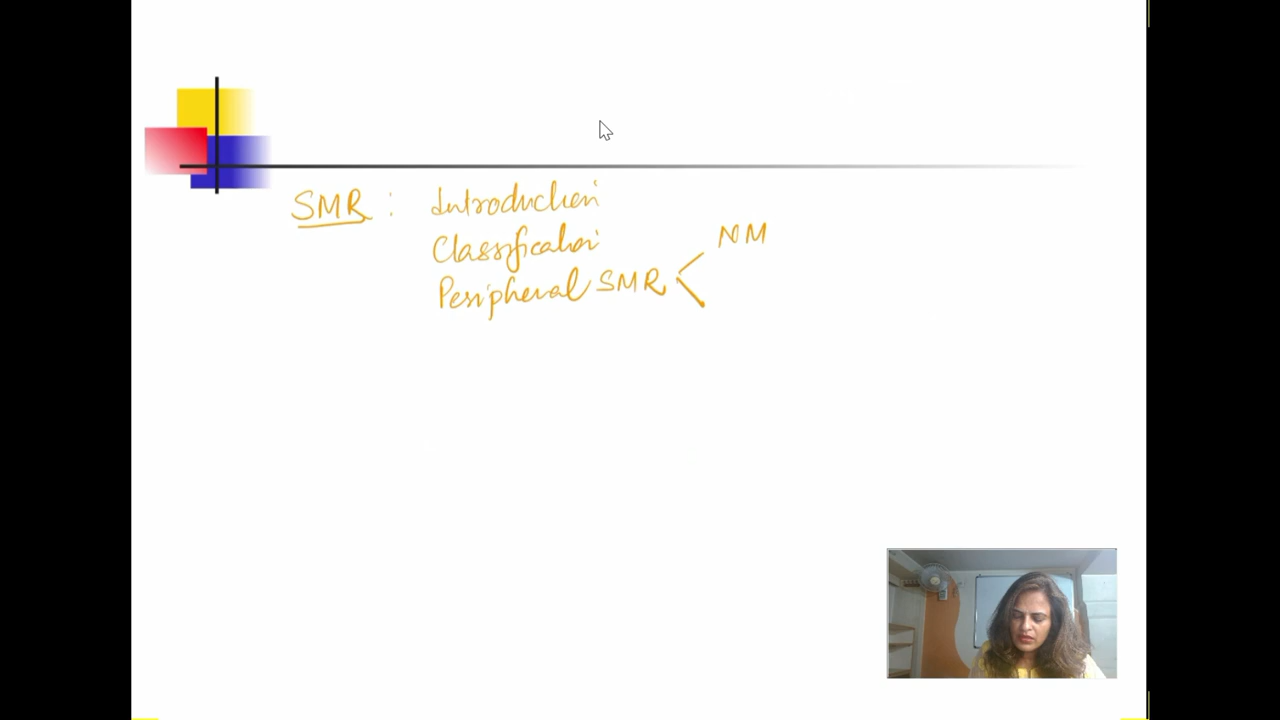 SMR : Introduction
Classification
Peripheral SMR < NM